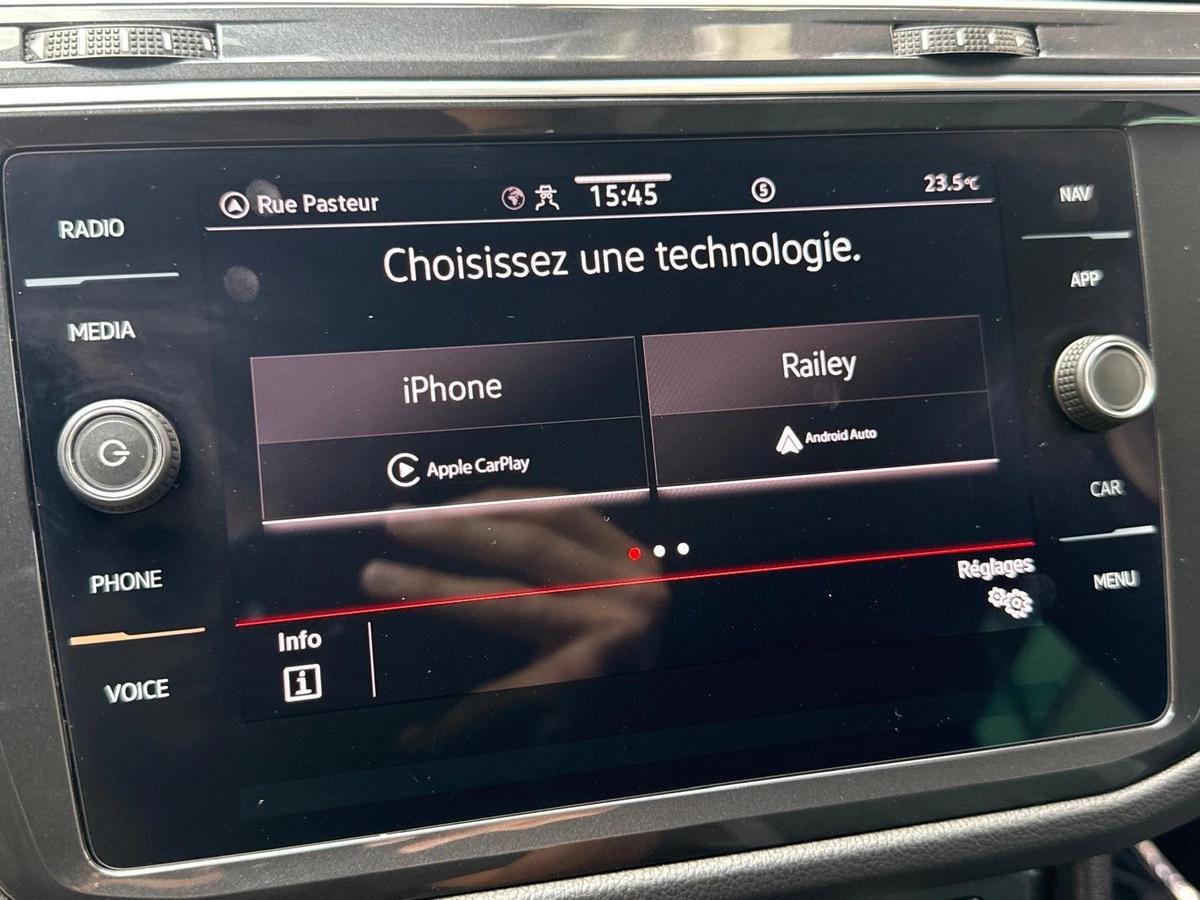 RADIO
MEDIA
PHONE
VOICE
Rue Pasteur
15:45
5
23.5°C
Choisissez une technologie.
iPhone
Apple CarPlay
Railey
Android Auto
Réglages
Info
i
NAV
APP
CAR
MENU